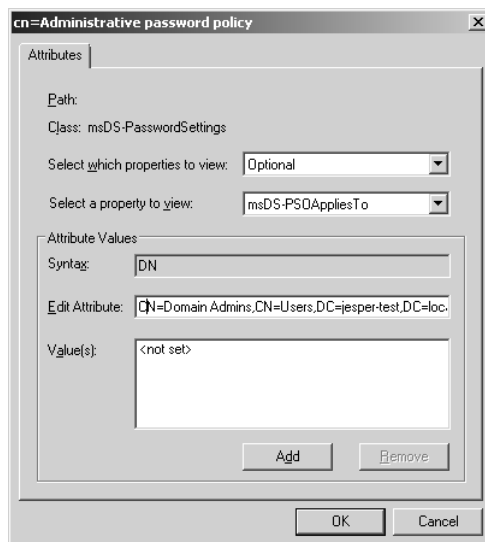 cn=Administrative password policy
Attributes
Path:
Class: msDS-PasswordSettings
Select which properties to view: Optional
Select a property to view: msDS-PSOAppliesTo
Attribute Values
Syntax: DN
Edit Attribute: CN=Domain Admins,CN=Users,DC=jesper-test,DC=loc
Value(s): <not set>
Add Remove
OK Cancel